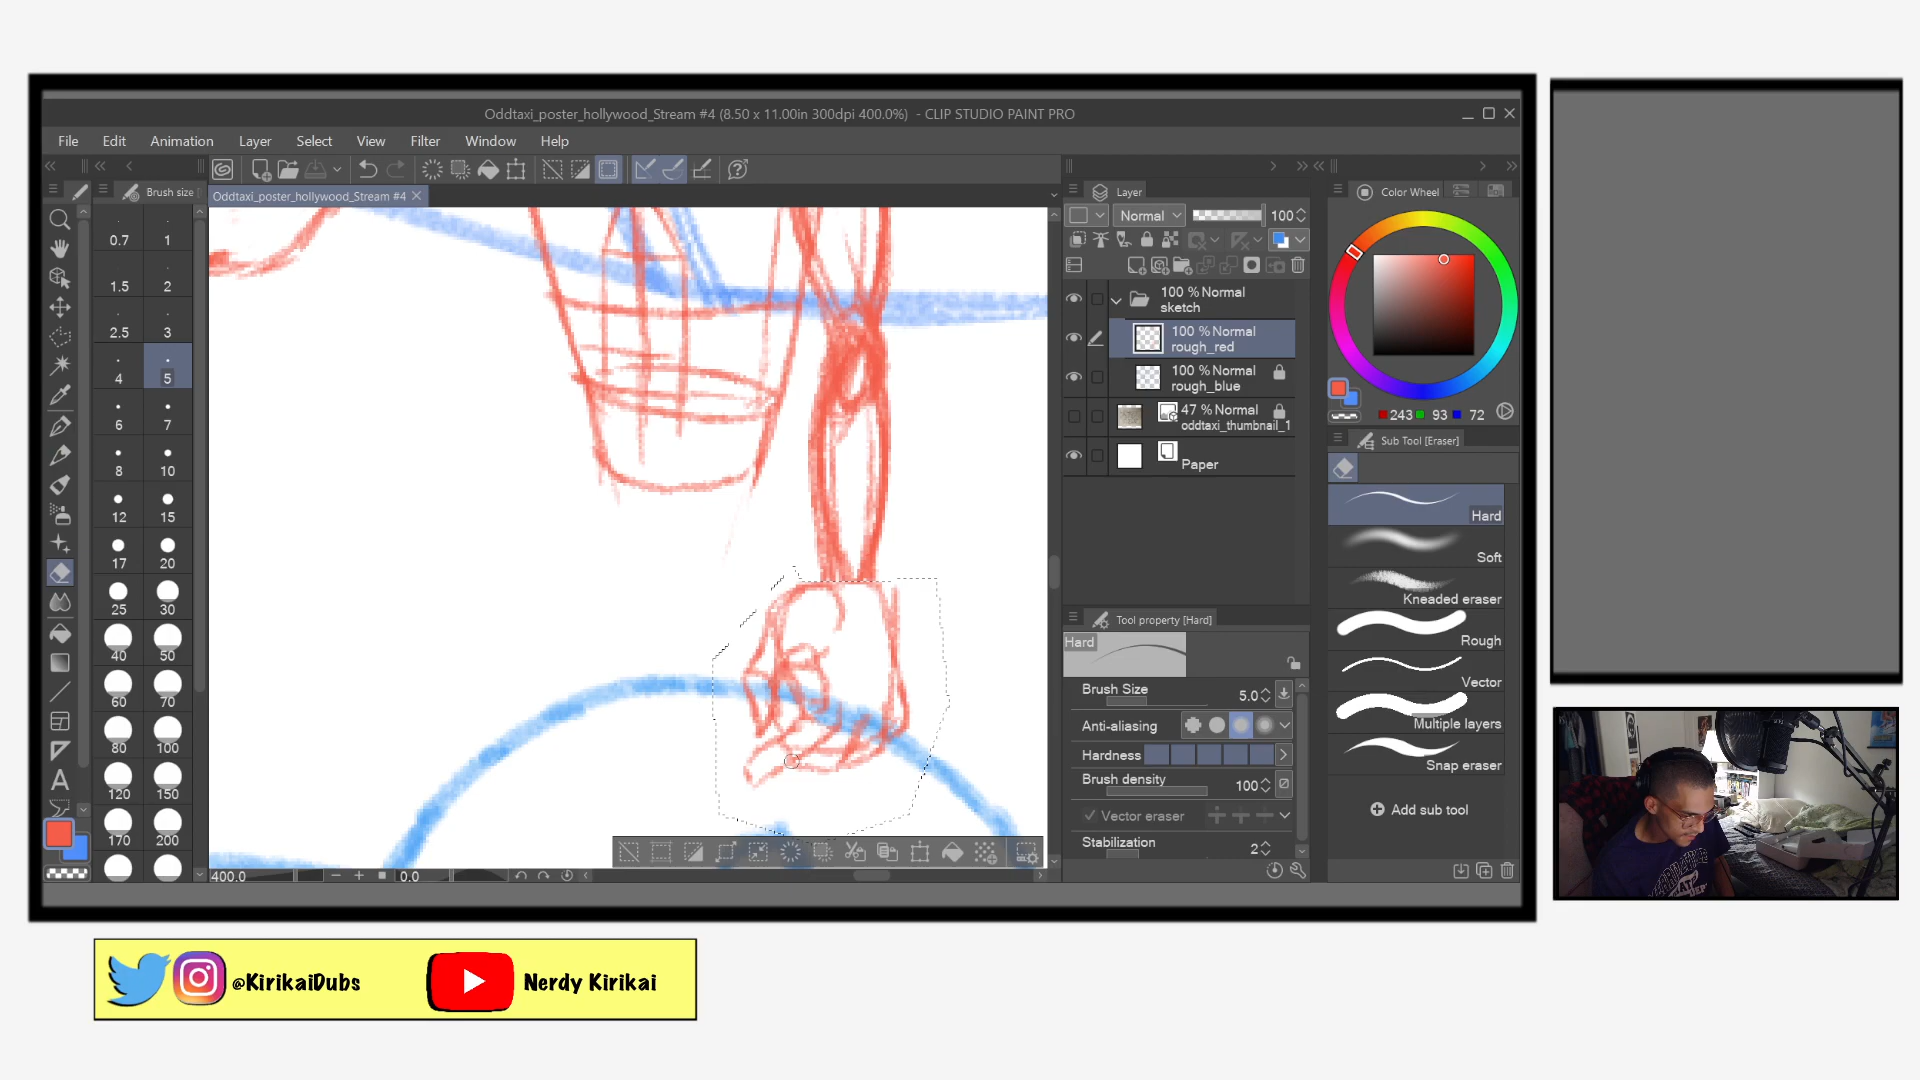 Oddtaxi_poster_hollywood_Stream #4 (8.50 x 11.00in 300dpi 400.0%) - CLIP STUDIO PAINT PRO
File Edit Animation Layer Select View Filter Window Help
Brush size
Oddtaxi_poster_hollywood_Stream #4
0.7 1
1.5 2
2.5 3
4 5
6 7
8 10
12 15
17 20
25 30
40 50
60 70
80 100
120 150
170 200
400.0
0.0
Layer
Normal 100
100 % Normal
sketch
100 % Normal
rough_red
100 % Normal
rough_blue
47 % Normal
oddtaxi_thumbnail_1
Paper
Tool property [Hard]
Hard
Brush Size 5.0
Anti-aliasing
Hardness
Brush density 100
Vector eraser
Stabilization 2
Color Wheel
243 93 72
Sub Tool [Eraser]
Hard
Soft
Kneaded eraser
Rough
Vector
Multiple layers
Snap eraser
Add sub tool
@KirikaiDubs
Nerdy Kirikai